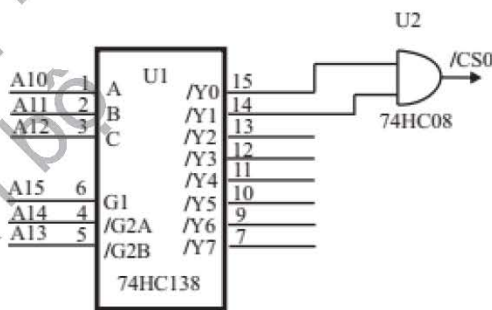 U2
/CS0
74HC08
U1
A10 1 A /Y0 15
A11 2 B /Y1 14
A12 3 C /Y2 13
/Y3 12
/Y4 11
A15 6 G1 /Y5 10
A14 4 /G2A /Y6 9
A13 5 /G2B /Y7 7
74HC138
bộ